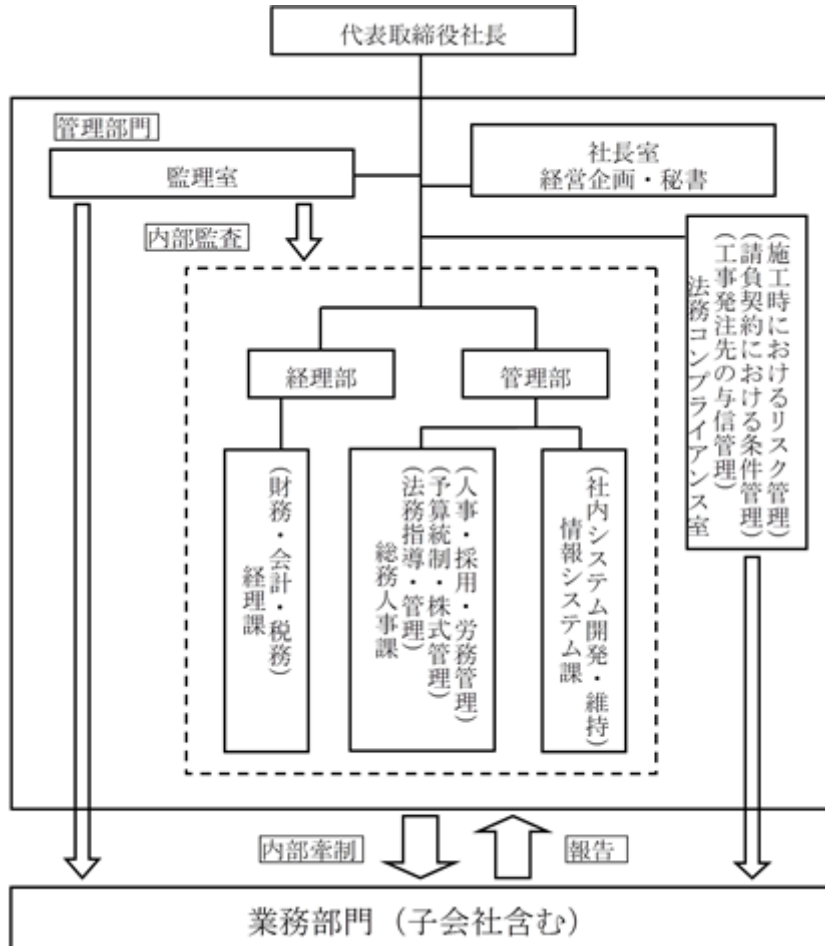 代表取締役社長
管理部門
監理室
社長室
経営企画・秘書
内部監査
(施工時におけるリスク管理)
(請負契約における条件管理)
(工事発注先の与信管理)
法務コンプライアンス室
経理部
管理部
(財務・会計・税務)
経理課
(人事・採用・労務管理)
(予算統制・株式管理)
(法務指導・管理)
総務人事課
(社内システム開発・維持)
情報システム課
内部牽制
報告
業務部門（子会社含む）